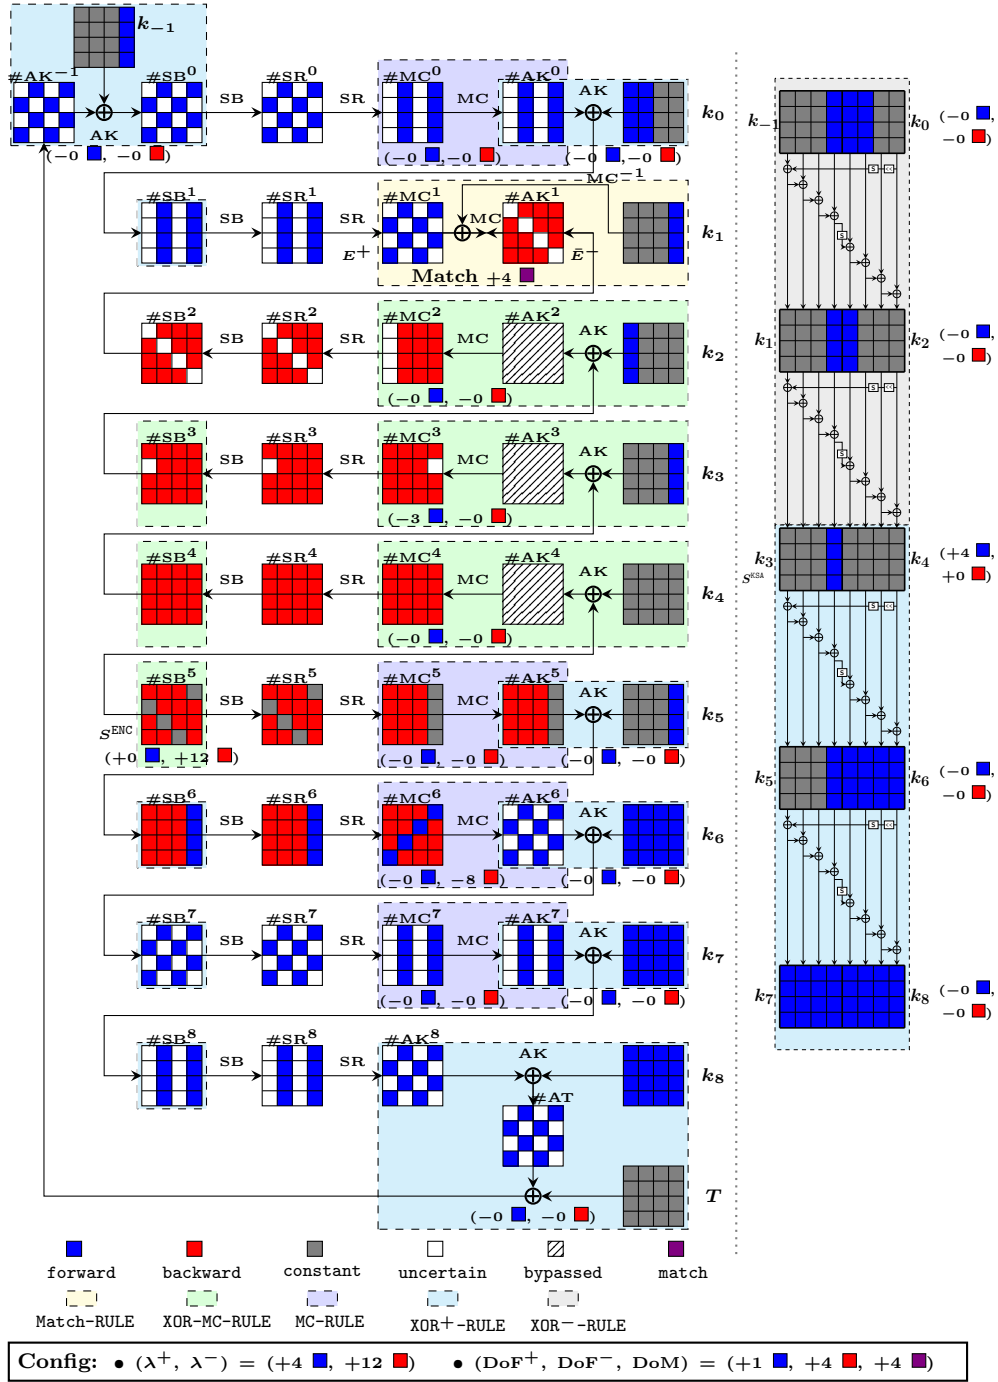 k₋₁
#AK⁻¹ #SB⁰ SB #SR⁰ SR #MC⁰ MC #AK⁰ AK k₀
AK
(−0 , −0 ) (−0 ,−0 ) (−0 , −0 )
#SB¹ SB #SR¹ SR #MC¹ MC #AK¹ MC⁻¹ k₁
E⁺ Ē⁻
Match +4
#SB² SB #SR² SR #MC² MC #AK² AK k₂
(−0 , −0 )
#SB³ SB #SR³ SR #MC³ MC #AK³ AK k₃
(−3 , −0 )
#SB⁴ SB #SR⁴ SR #MC⁴ MC #AK⁴ AK k₄
(−0 , −0 )
#SB⁵ SB #SR⁵ SR #MC⁵ MC #AK⁵ AK k₅
S^ENC
(+0 , +12 ) (−0 , −0 ) (−0 , −0 )
#SB⁶ SB #SR⁶ SR #MC⁶ MC #AK⁶ AK k₆
(−0 , −8 ) (−0 , −0 )
#SB⁷ SB #SR⁷ SR #MC⁷ MC #AK⁷ AK k₇
(−0 , −0 ) (−0 , −0 )
#SB⁸ SB #SR⁸ SR #AK⁸ AK k₈
#AT
T
(−0 , −0 )
k₋₁ k₀ (−0 ,
−0 )
S <<
S
k₁ k₂ (−0 ,
−0 )
S <<
S
k₃ k₄ (+4 ,
S^KSA +0 )
S <<
S
k₅ k₆ (−0 ,
−0 )
S <<
S
k₇ k₈ (−0 ,
−0 )
forward backward constant uncertain bypassed match
Match-RULE XOR-MC-RULE MC-RULE XOR⁺-RULE XOR⁻-RULE
Config: • (λ⁺, λ⁻) = (+4 , +12 ) • (DoF⁺, DoF⁻, DoM) = (+1 , +4 , +4 )